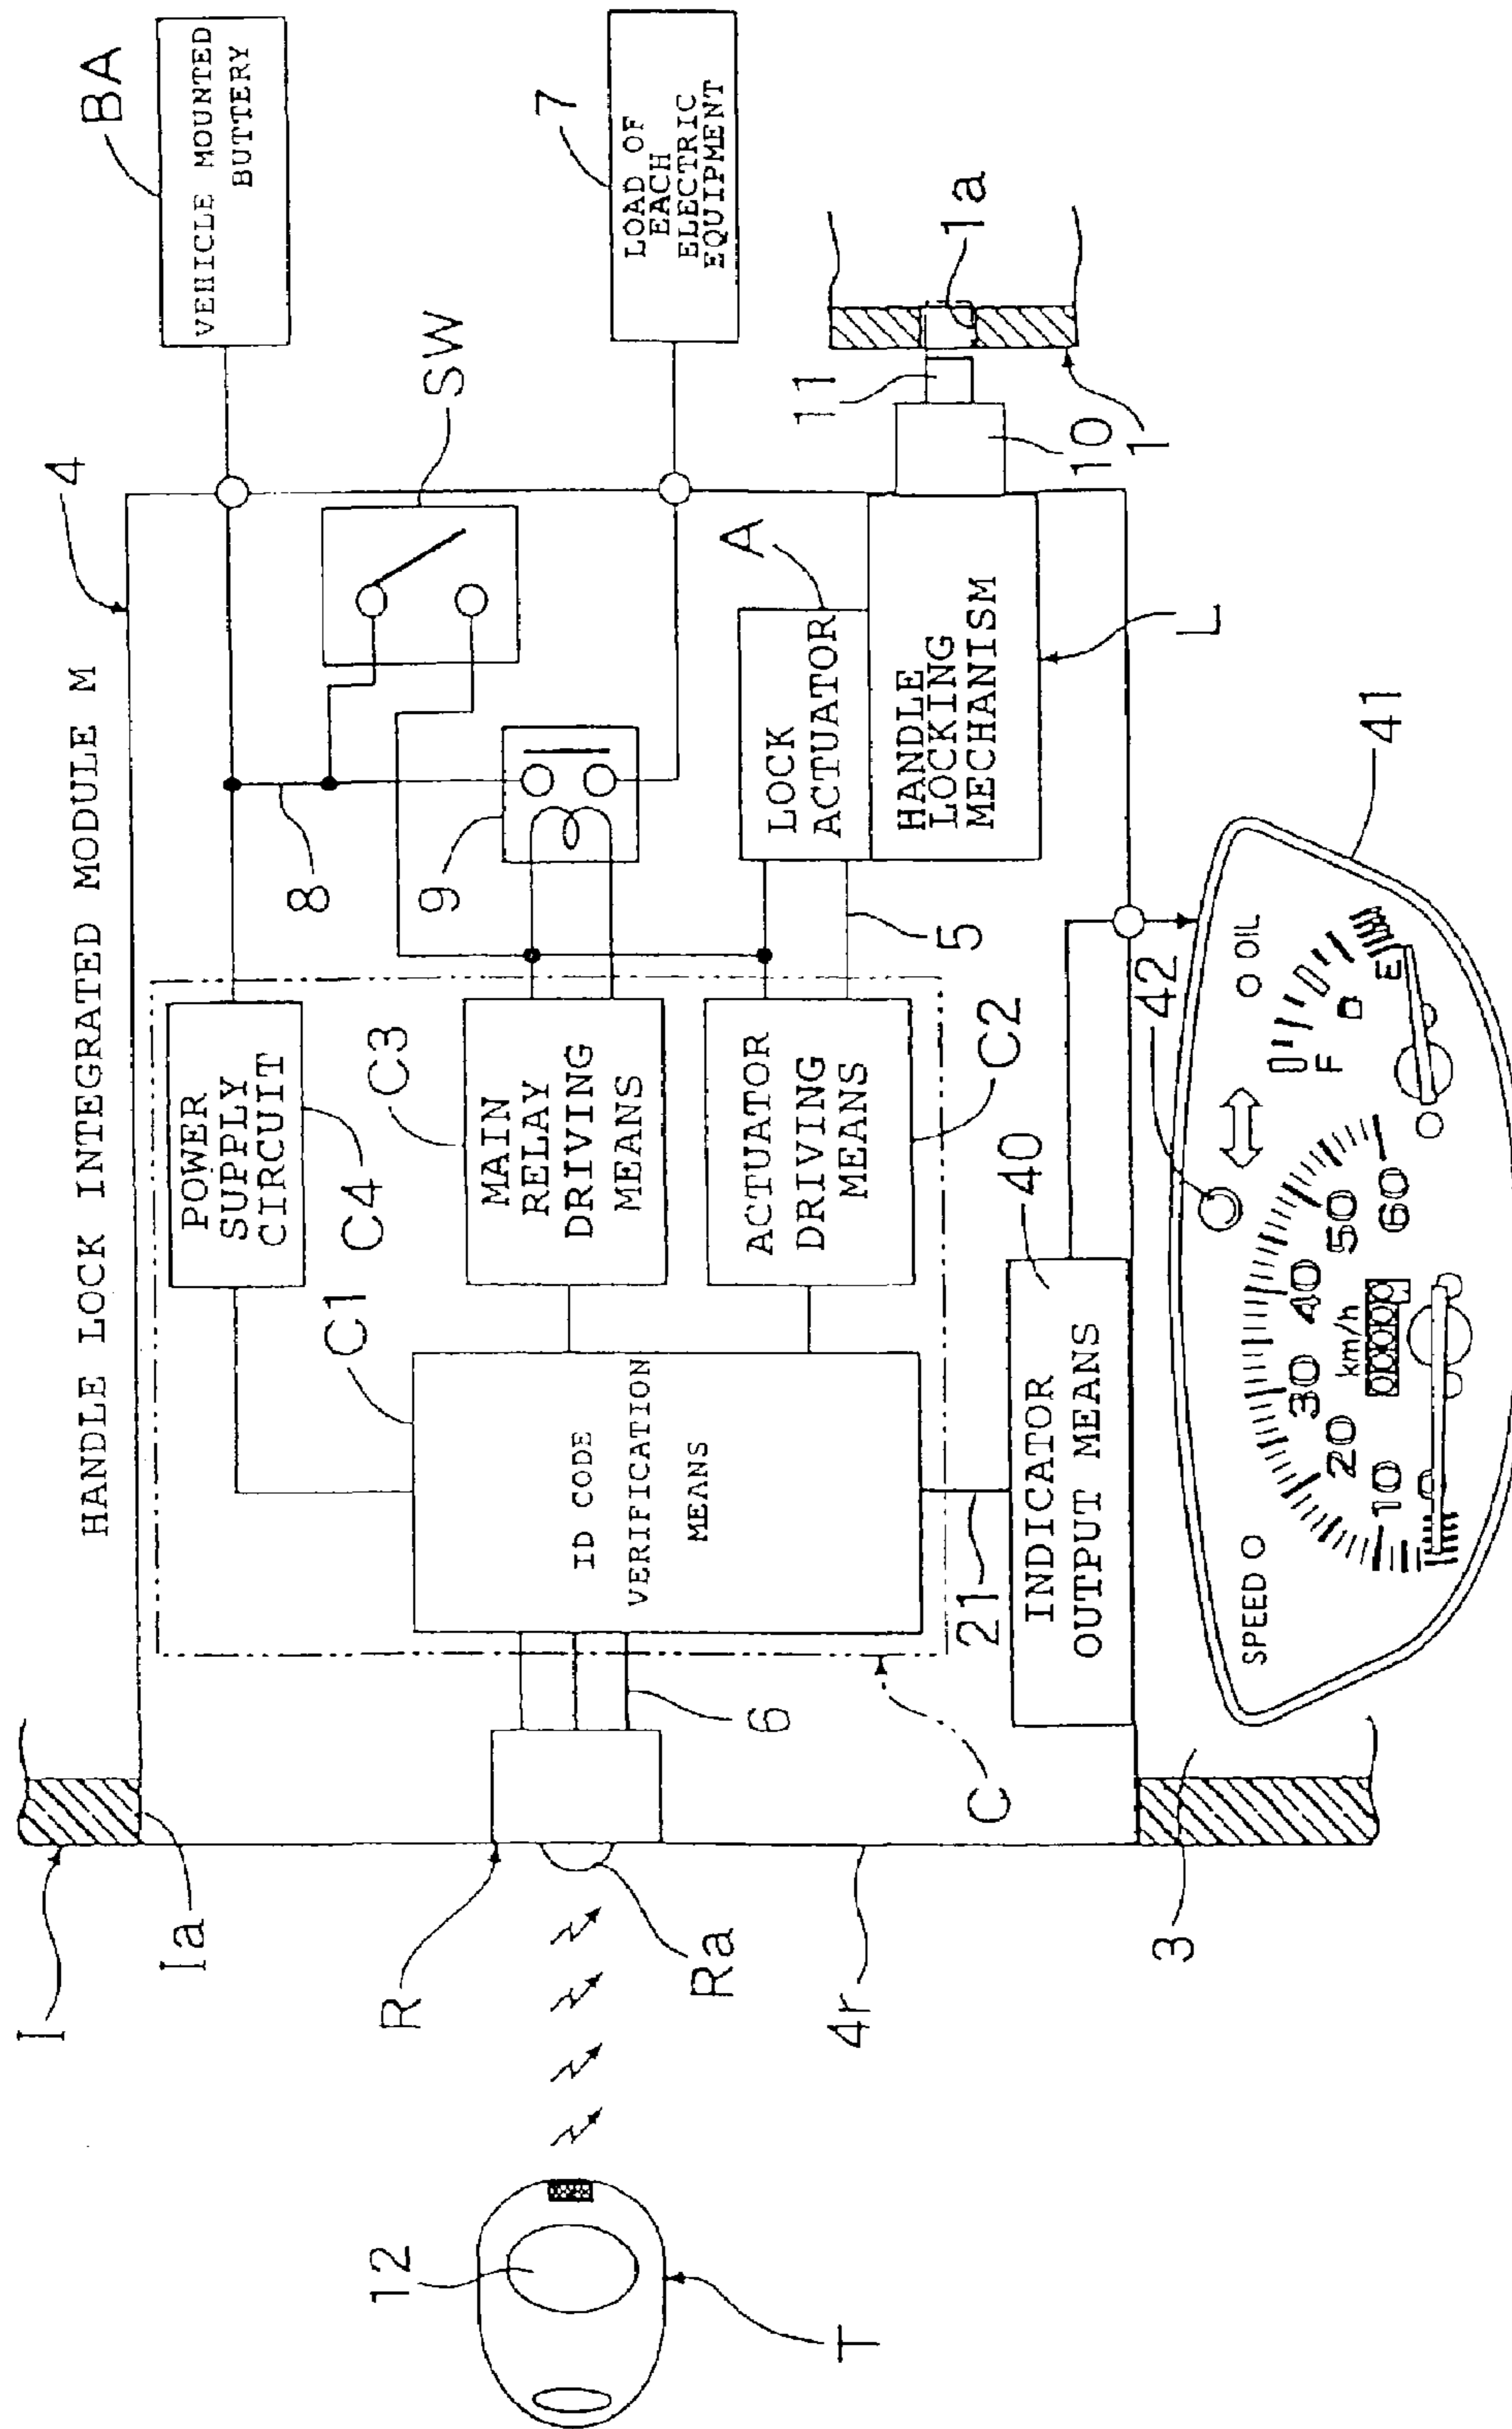 HANDLE LOCK INTEGRATED MODULE M
4
BA
VEHICLE MOUNTED
BUTTERY
7
LOAD OF
EACH
ELECTRIC
EQUIPMENT
SW
8
9
A
LOCK
ACTUATOR
HANDLE
LOCKING
MECHANISM
L
5
10
11
1
1a
POWER
SUPPLY
CIRCUIT
C4
C3
MAIN
RELAY
DRIVING
MEANS
ACTUATOR
DRIVING
MEANS
C2
C1
ID CODE
VERIFICATION
MEANS
21
40
INDICATOR
OUTPUT MEANS
C
6
I
Ia
R
Ra
4r
3
12
T
41
42
SPEED
OIL
F
E
10
20
30
40
50
60
km/h
00000